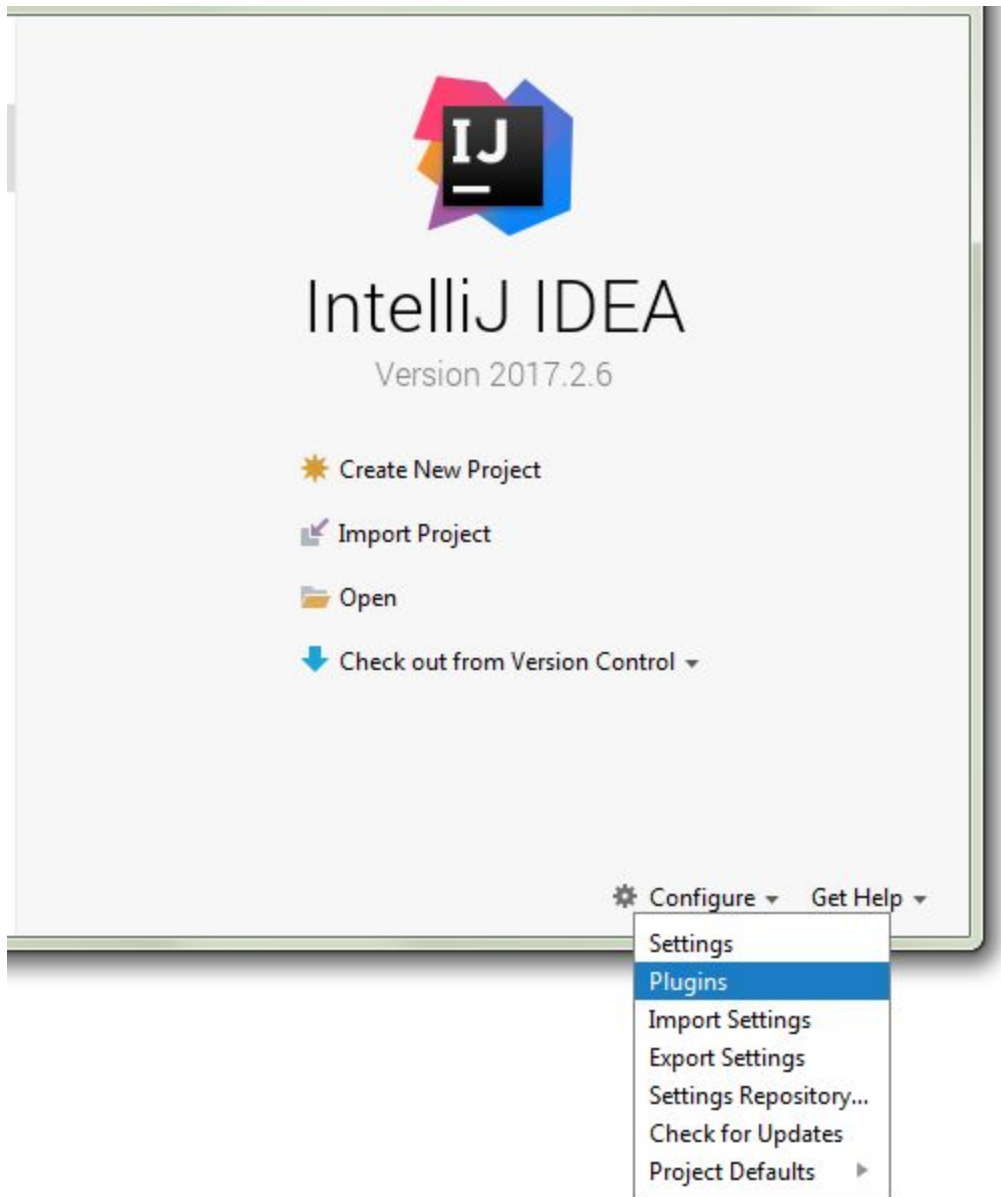 IJ
IntelliJ IDEA
Version 2017.2.6
Create New Project
Import Project
Open
Check out from Version Control
Configure Get Help
Settings
Plugins
Import Settings
Export Settings
Settings Repository...
Check for Updates
Project Defaults